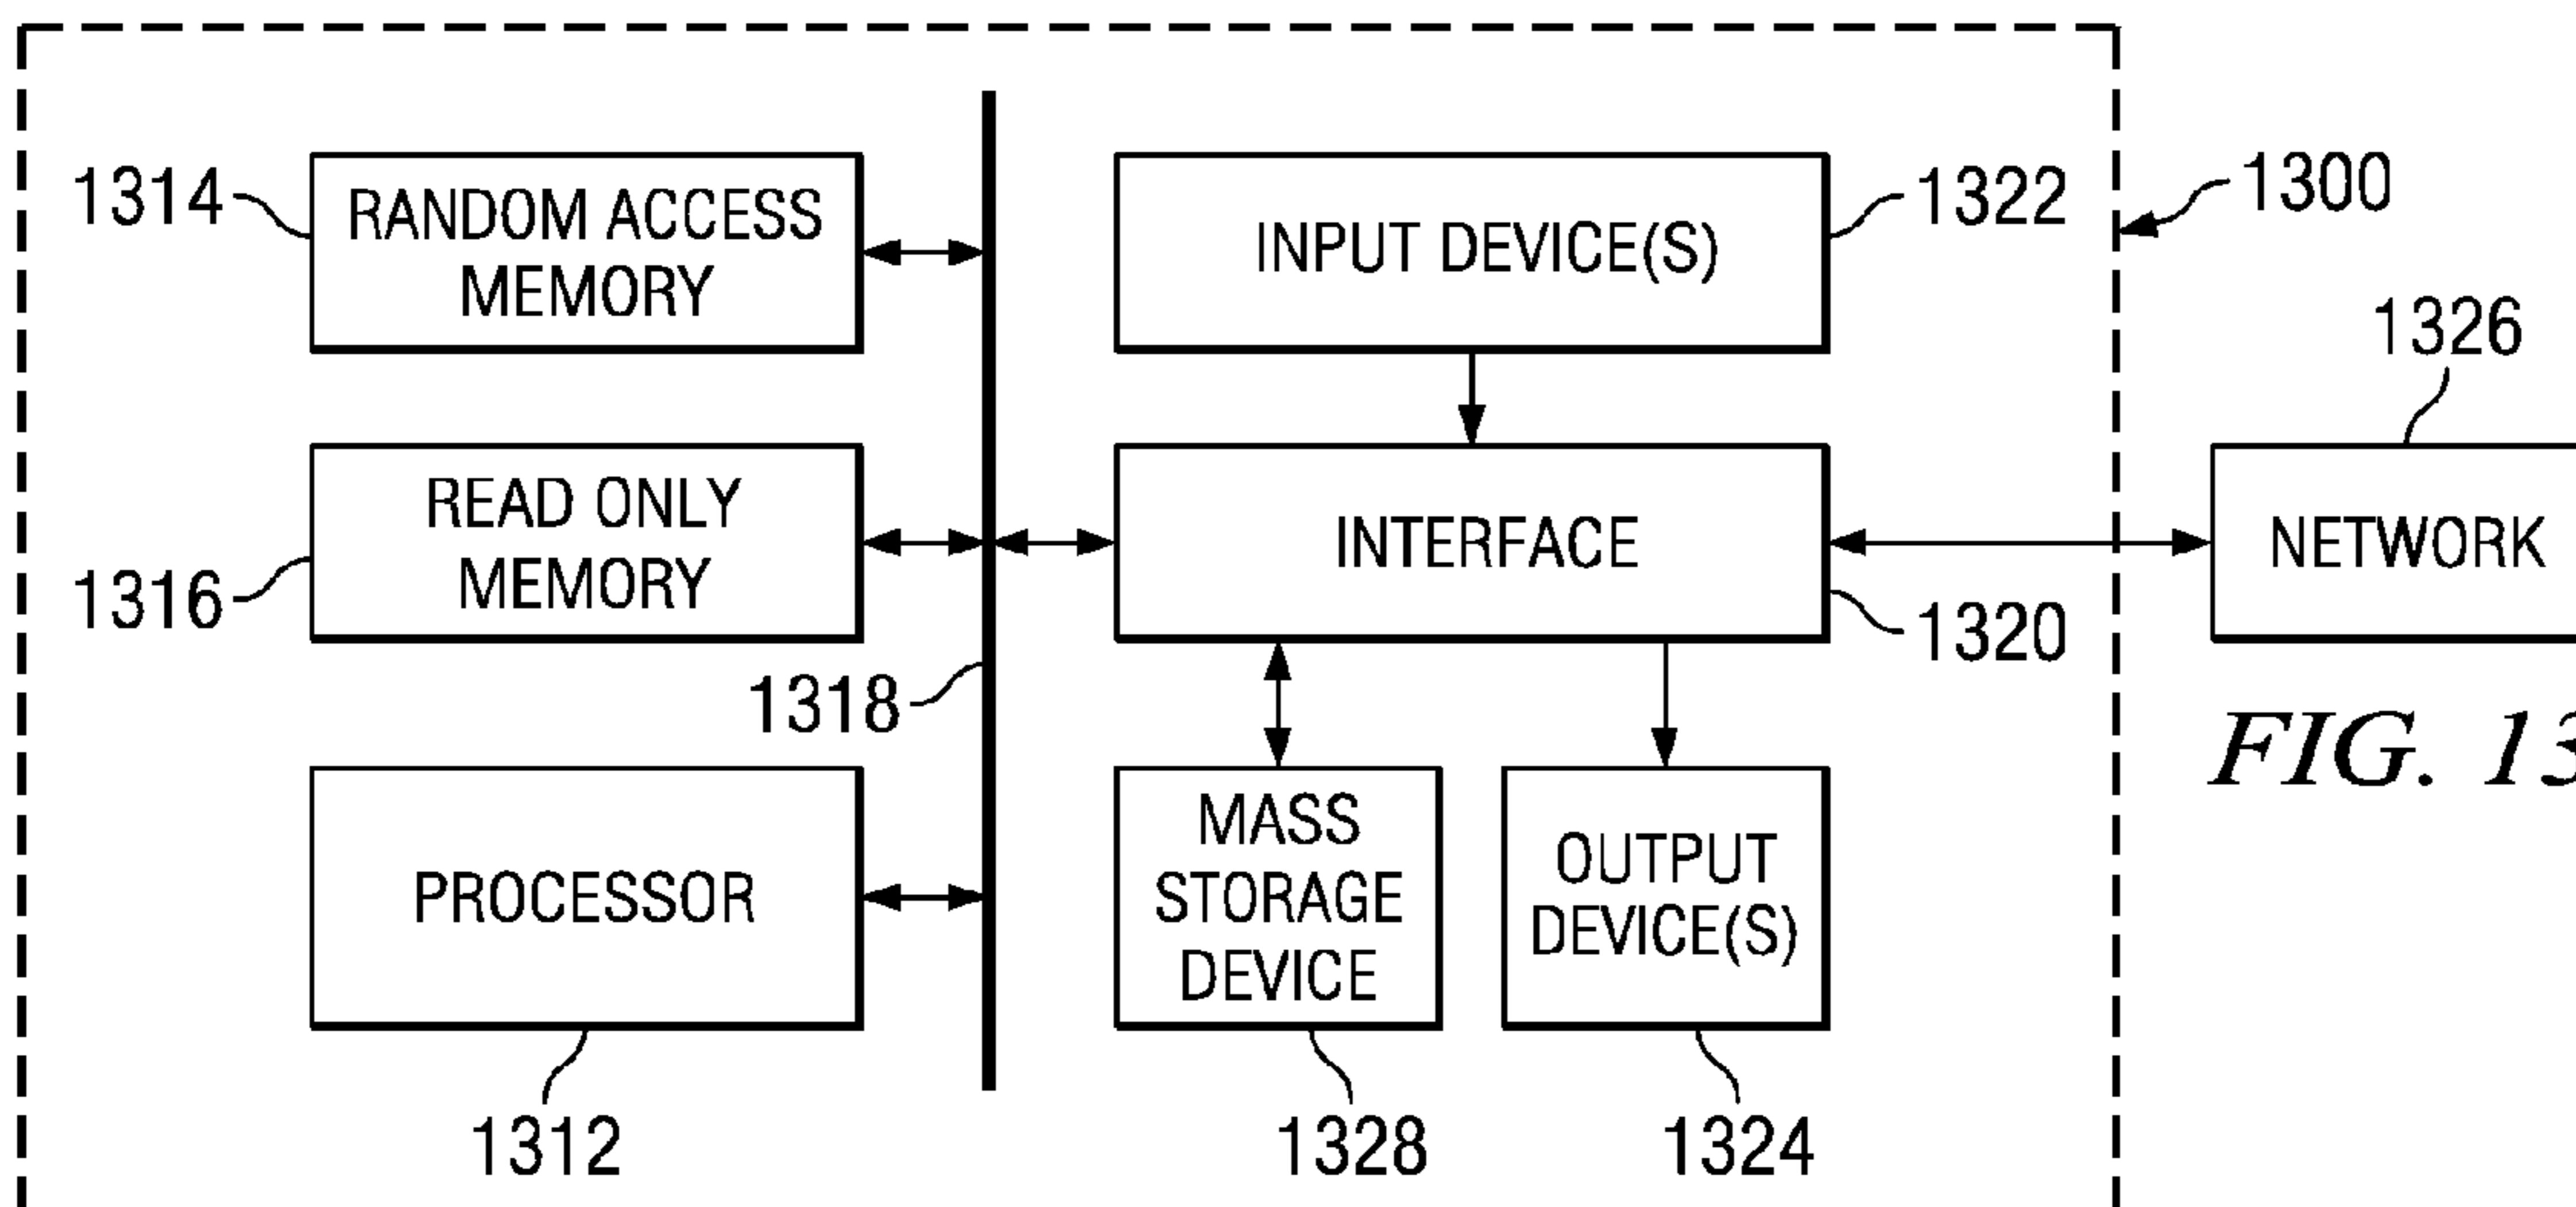 1314
RANDOM ACCESS
MEMORY
INPUT DEVICE(S)
1322
1300
1326
READ ONLY
MEMORY
1316
INTERFACE
1320
NETWORK
1318
FIG. 13
PROCESSOR
1312
MASS
STORAGE
DEVICE
1328
OUTPUT
DEVICE(S)
1324